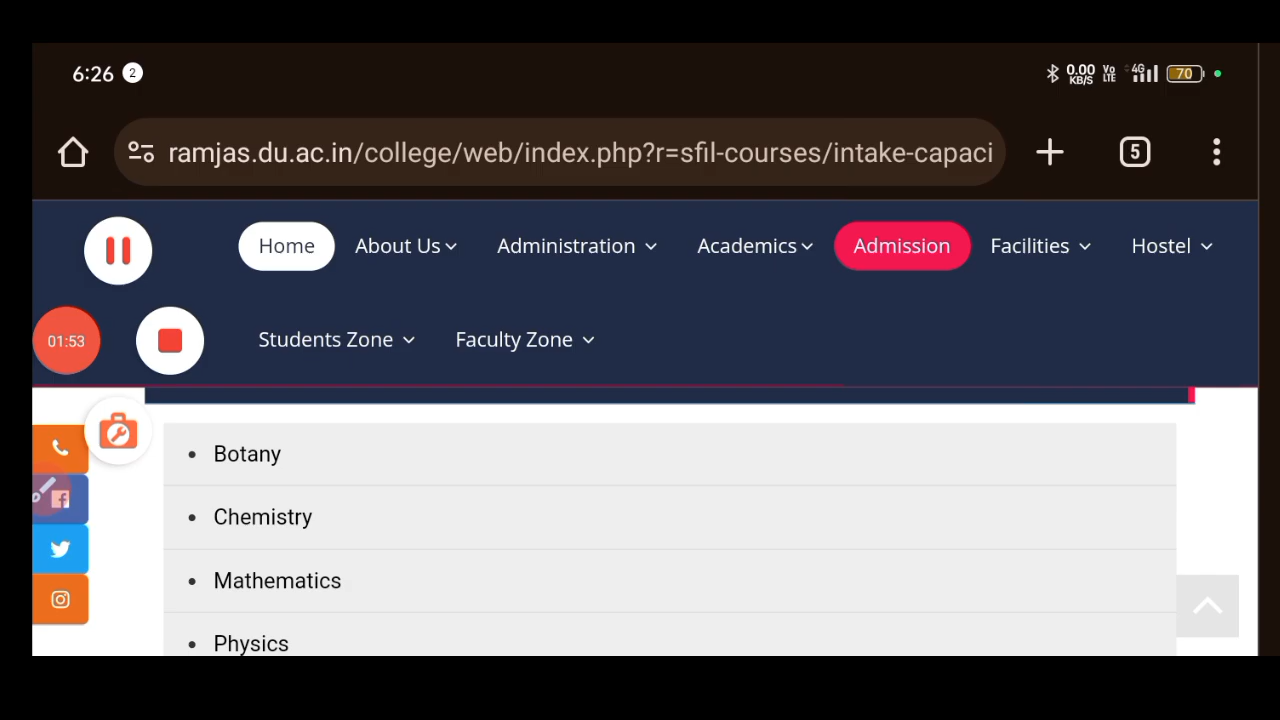 6:26 2 0.00 KB/S Vo LTE 4G 70
ramjas.du.ac.in/college/web/index.php?r=sfil-courses/intake-capaci 5
Home About Us Administration Academics Admission Facilities Hostel
01:53 Students Zone Faculty Zone
• Botany
• Chemistry
• Mathematics
• Physics